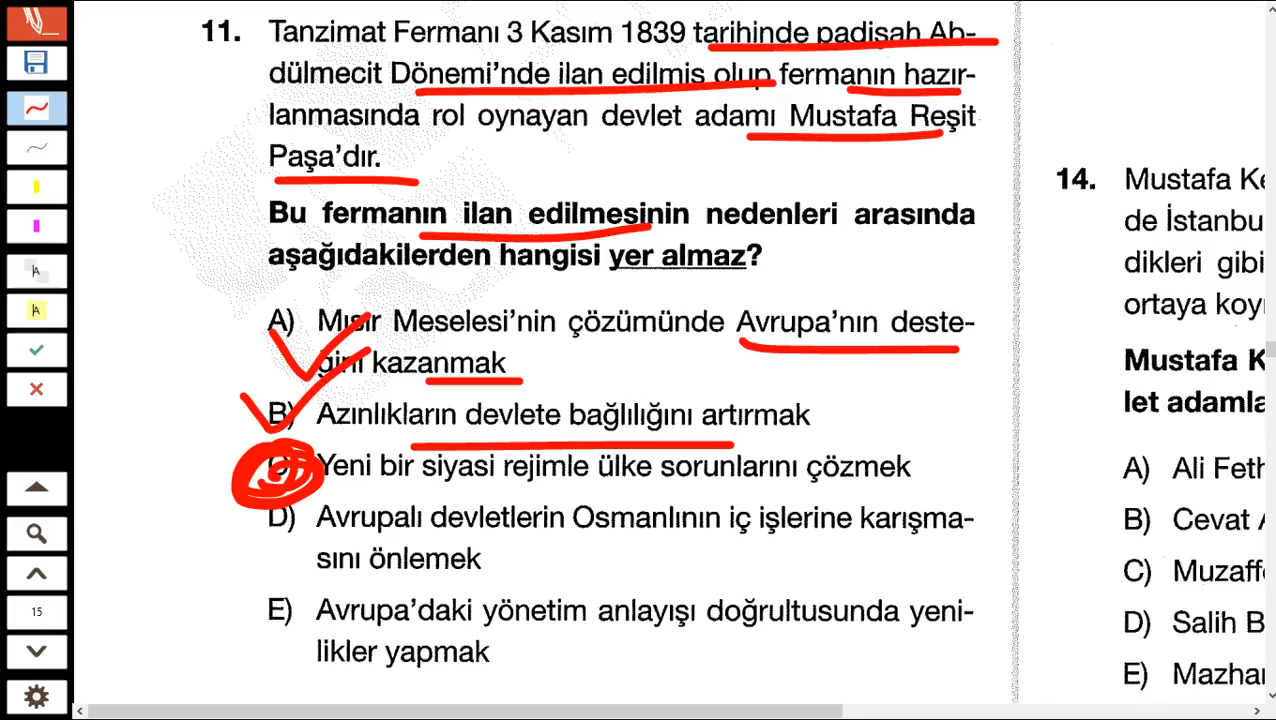 11. Tanzimat Fermanı 3 Kasım 1839 tarihinde padişah Ab-
dülmecit Dönemi’nde ilan edilmiş olup fermanın hazır-
lanmasında rol oynayan devlet adamı Mustafa Reşit
Paşa’dır.
Bu fermanın ilan edilmesinin nedenleri arasında
aşağıdakilerden hangisi yer almaz?
A) Mısır Meselesi’nin çözümünde Avrupa’nın deste-
ğini kazanmak
B) Azınlıkların devlete bağlılığını artırmak
C) Yeni bir siyasi rejimle ülke sorunlarını çözmek
D) Avrupalı devletlerin Osmanlının iç işlerine karışma-
sını önlemek
E) Avrupa’daki yönetim anlayışı doğrultusunda yeni-
likler yapmak
14. Mustafa Ke
de İstanbu
dikleri gibi
ortaya koy
Mustafa K
let adamla
A) Ali Feth
B) Cevat A
C) Muzaffe
D) Salih B
E) Mazhar
A
A
15